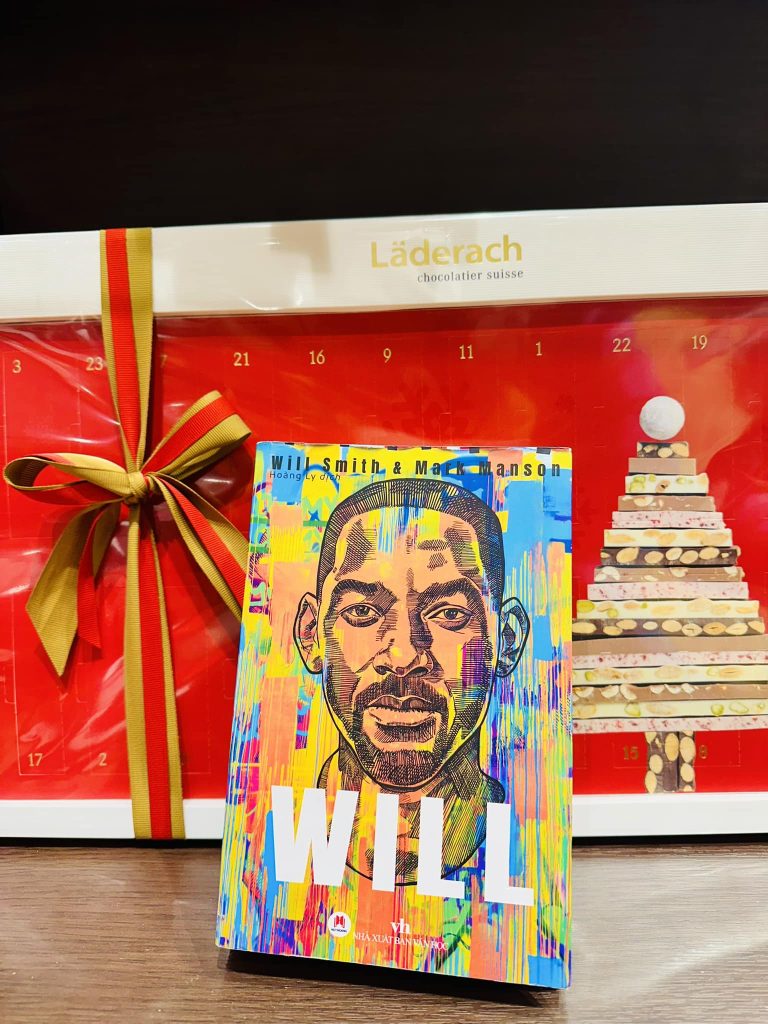 Läderach
chocolatier suisse
3 23 7 21 16 9 11 1 22 19
Will Smith & Mark Manson
Hoàng Ly dịch
17 2 15 8
WILL
vh
NHÀ XUẤT BẢN VĂN HỌC